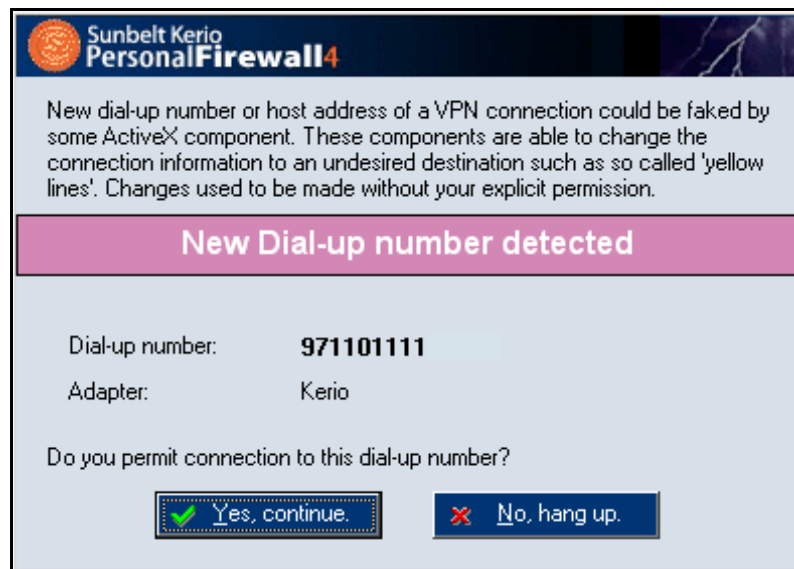 Sunbelt Kerio
PersonalFirewall4
New dial-up number or host address of a VPN connection could be faked by
some ActiveX component. These components are able to change the
connection information to an undesired destination such as so called 'yellow
lines'. Changes used to be made without your explicit permission.
New Dial-up number detected
Dial-up number: 971101111
Adapter: Kerio
Do you permit connection to this dial-up number?
Yes, continue. No, hang up.